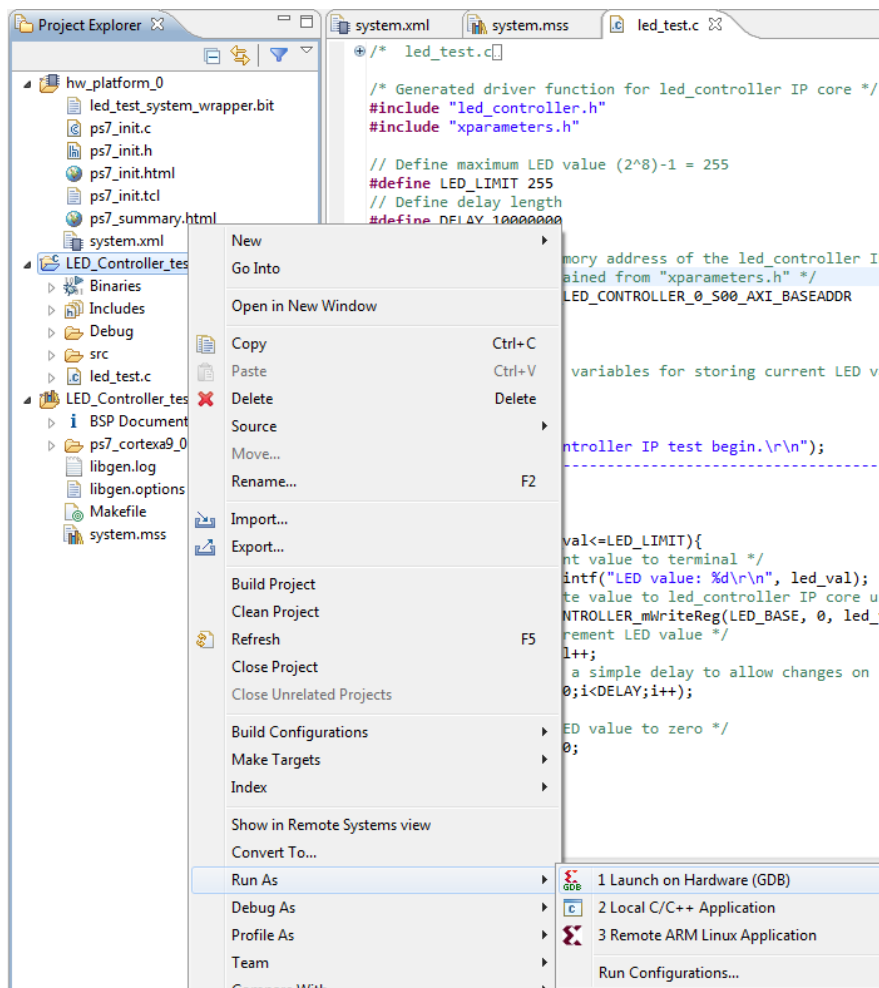 Project Explorer
system.xml
system.mss
led_test.c
hw_platform_0
led_test_system_wrapper.bit
ps7_init.c
ps7_init.h
ps7_init.html
ps7_init.tcl
ps7_summary.html
system.xml
LED_Controller_tes
Binaries
Includes
Debug
src
led_test.c
LED_Controller_tes
BSP Document
ps7_cortexa9_0
libgen.log
libgen.options
Makefile
system.mss
/* led_test.c
/* Generated driver function for led_controller IP core */
#include "led_controller.h"
#include "xparameters.h"
// Define maximum LED value (2^8)-1 = 255
#define LED_LIMIT 255
// Define delay length
#define DELAY 10000000
mory address of the led_controller I
ained from "xparameters.h" */
LED_CONTROLLER_0_S00_AXI_BASEADDR
variables for storing current LED v
ntroller IP test begin.\r\n");
------------------------------------
val<=LED_LIMIT){
nt value to terminal */
intf("LED value: %d\r\n", led_val);
te value to led_controller IP core u
NTROLLER_mWriteReg(LED_BASE, 0, led_
rement LED value */
l++;
a simple delay to allow changes on
0;i<DELAY;i++);
ED value to zero */
0;
New
Go Into
Open in New Window
Copy Ctrl+C
Paste Ctrl+V
Delete Delete
Source
Move...
Rename... F2
Import...
Export...
Build Project
Clean Project
Refresh F5
Close Project
Close Unrelated Projects
Build Configurations
Make Targets
Index
Show in Remote Systems view
Convert To...
Run As
Debug As
Profile As
Team
Compare With
GDB 1 Launch on Hardware (GDB)
2 Local C/C++ Application
3 Remote ARM Linux Application
Run Configurations...